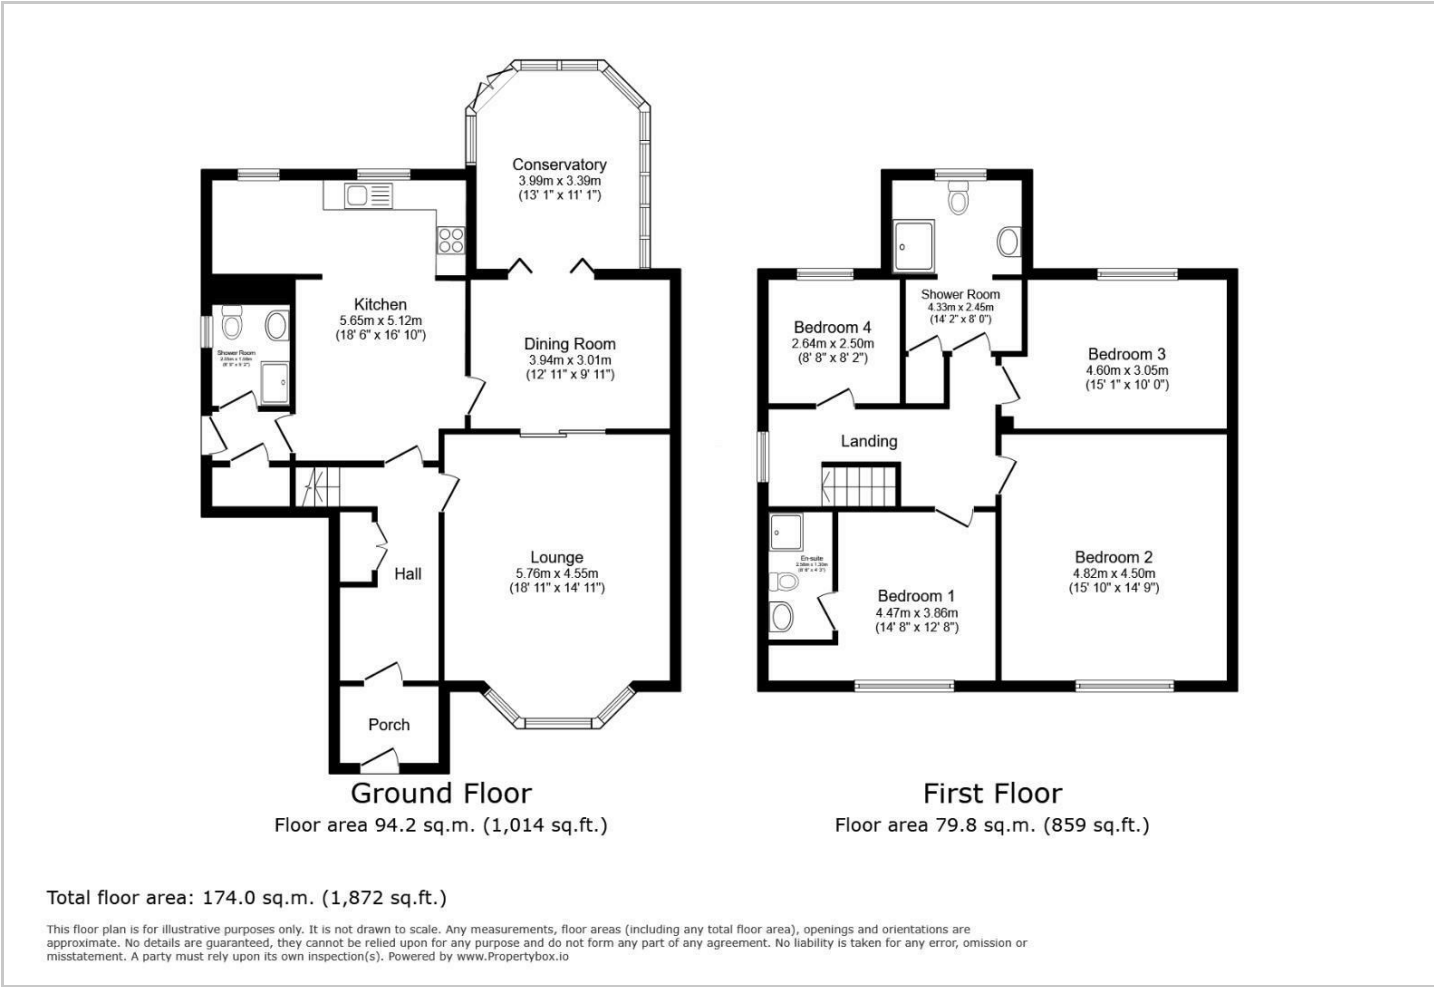 Conservatory
3.99m x 3.39m
(13' 1" x 11' 1")
Kitchen
5.65m x 5.12m
(18' 6" x 16' 10")
Dining Room
3.94m x 3.01m
(12' 11" x 9' 11")
Shower Room
Lounge
5.76m x 4.55m
(18' 11" x 14' 11")
Hall
Porch
Ground Floor
Floor area 94.2 sq.m. (1,014 sq.ft.)
Shower Room
4.33m x 2.45m
(14' 2" x 8' 0")
Bedroom 4
2.64m x 2.50m
(8' 8" x 8' 2")
Bedroom 3
4.60m x 3.05m
(15' 1" x 10' 0")
Landing
En-suite
Bedroom 1
4.47m x 3.86m
(14' 8" x 12' 8")
Bedroom 2
4.82m x 4.50m
(15' 10" x 14' 9")
First Floor
Floor area 79.8 sq.m. (859 sq.ft.)
Total floor area: 174.0 sq.m. (1,872 sq.ft.)
This floor plan is for illustrative purposes only. It is not drawn to scale. Any measurements, floor areas (including any total floor area), openings and orientations are
approximate. No details are guaranteed, they cannot be relied upon for any purpose and do not form any part of any agreement. No liability is taken for any error, omission or
misstatement. A party must rely upon its own inspection(s). Powered by www.Propertybox.io